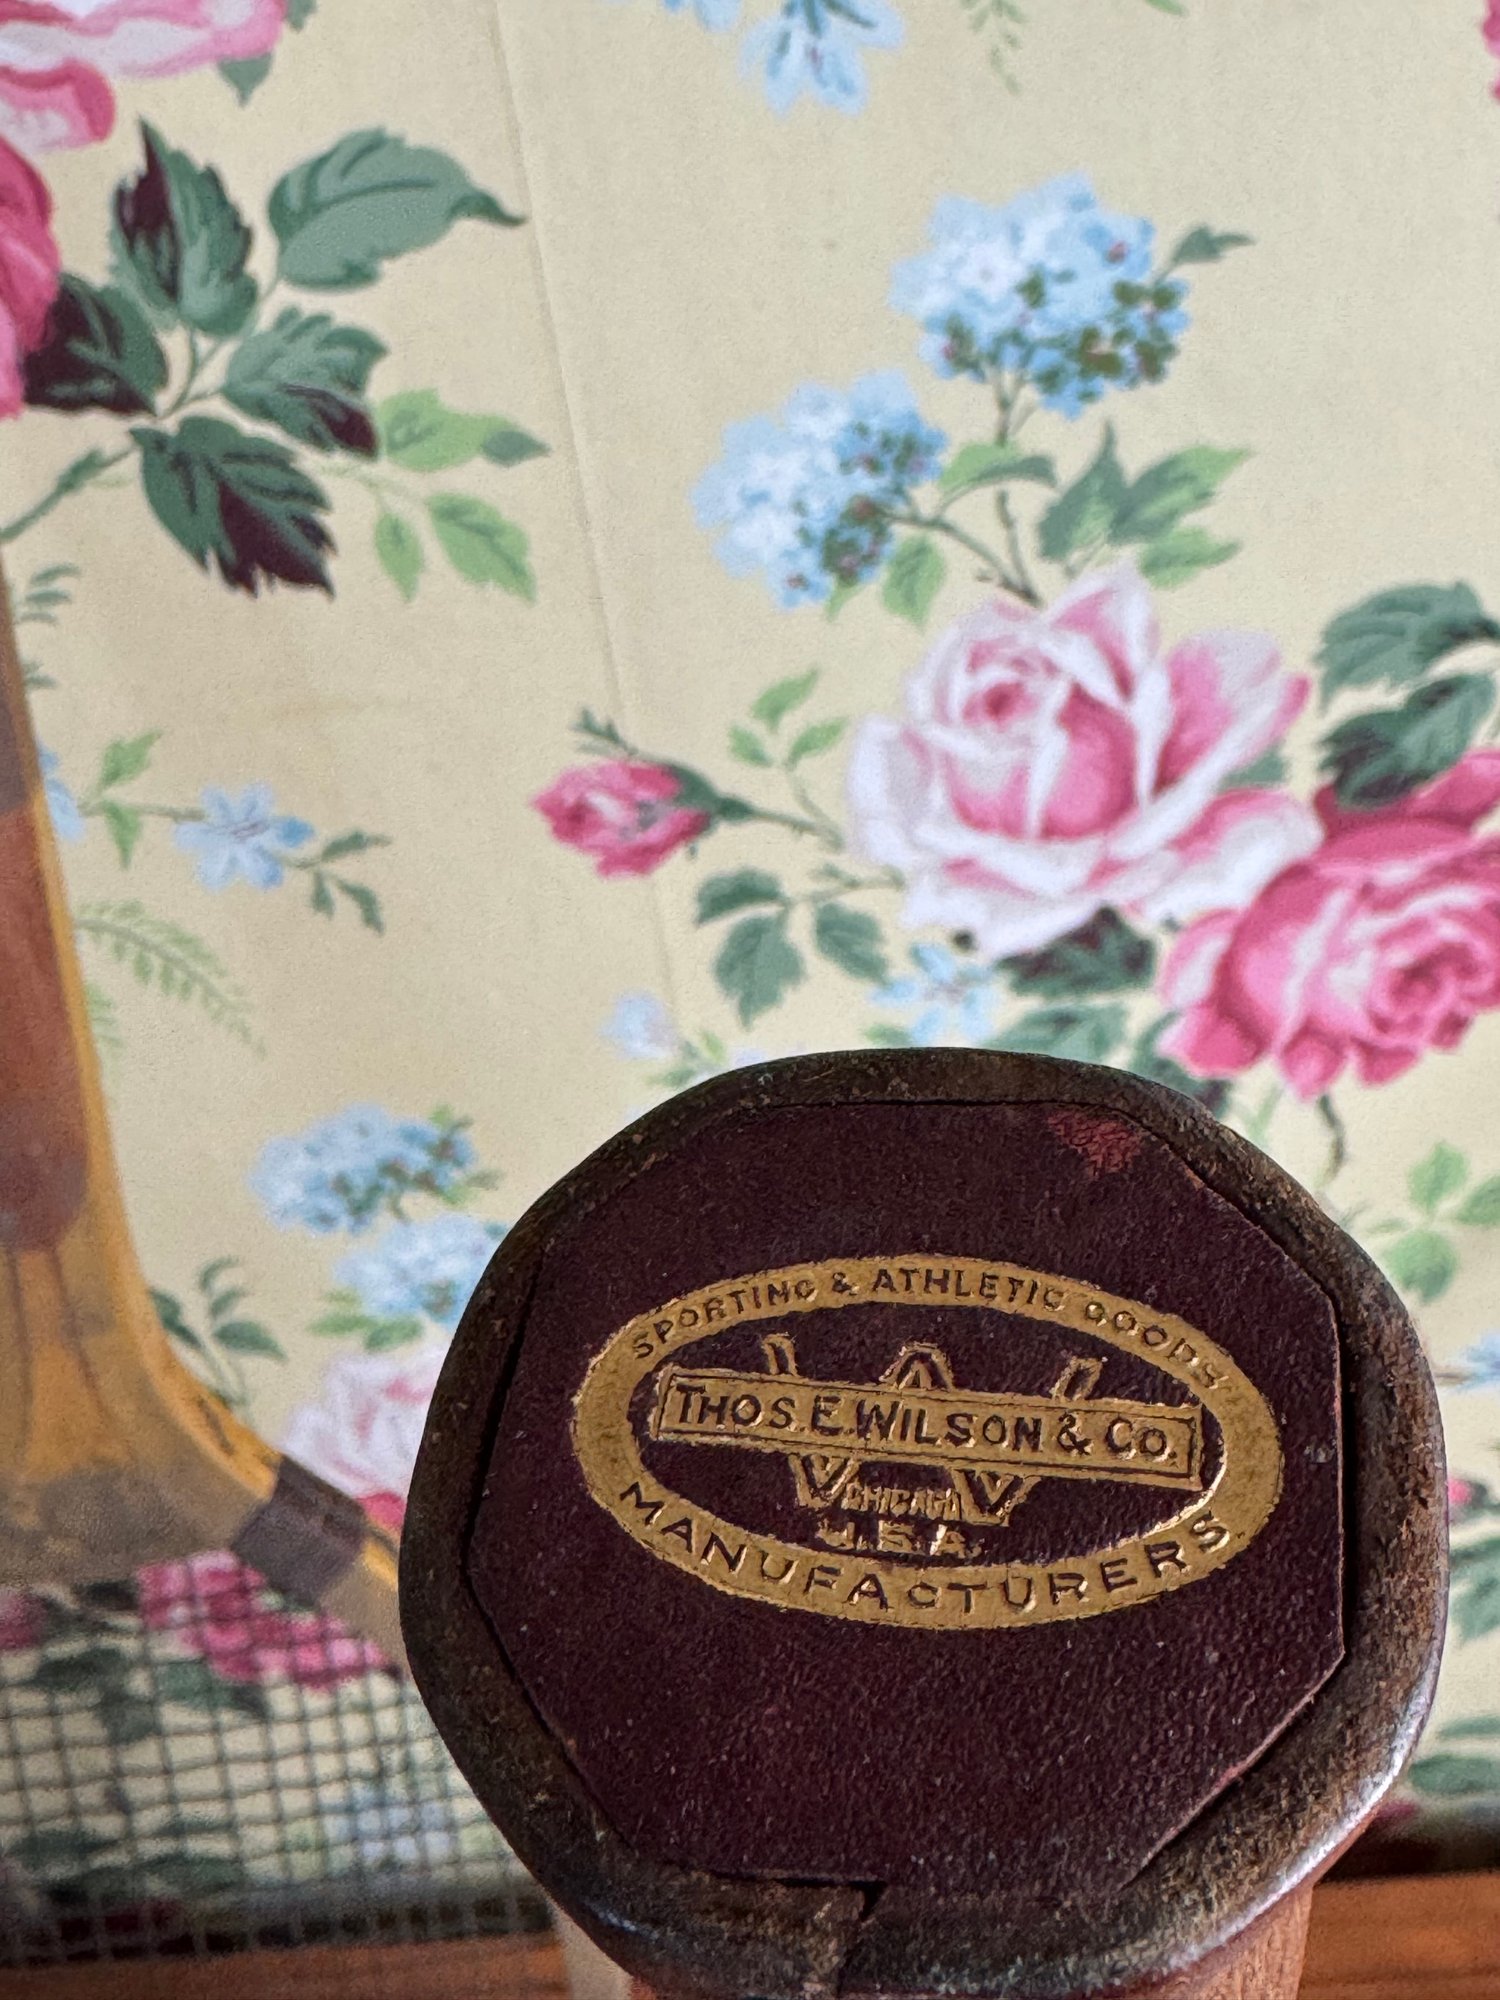 SPORTING & ATHLETIC GOODS
W
THOS. E. WILSON & CO.
CHICAGO
U.S.A.
MANUFACTURERS